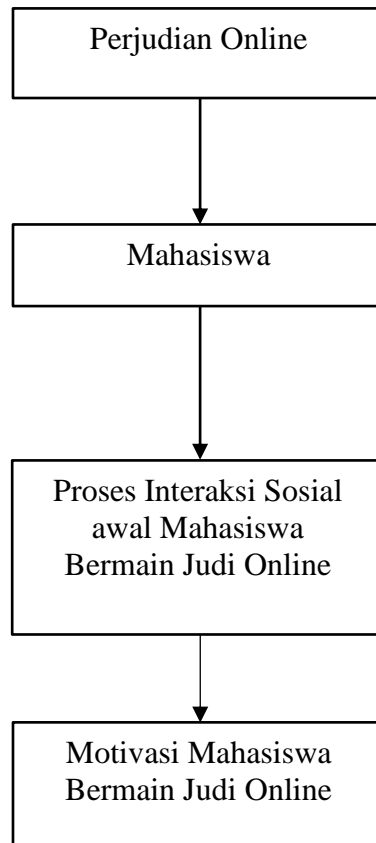 Perjudian Online
Mahasiswa
Proses Interaksi Sosial
awal Mahasiswa
Bermain Judi Online
Motivasi Mahasiswa
Bermain Judi Online